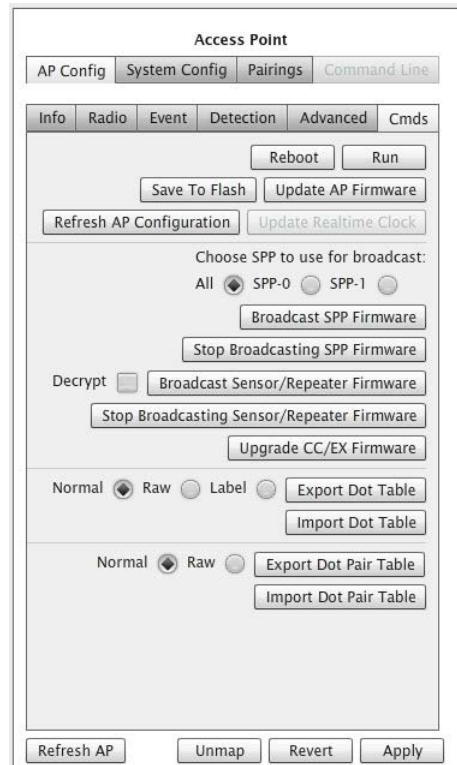 Access Point
AP Config System Config Pairings Command Line
Info Radio Event Detection Advanced Cmds
Reboot Run
Save To Flash Update AP Firmware
Refresh AP Configuration Update Realtime Clock
Choose SPP to use for broadcast:
All SPP-0 SPP-1
Broadcast SPP Firmware
Stop Broadcasting SPP Firmware
Decrypt Broadcast Sensor/Repeater Firmware
Stop Broadcasting Sensor/Repeater Firmware
Upgrade CC/EX Firmware
Normal Raw Label Export Dot Table
Import Dot Table
Normal Raw Export Dot Pair Table
Import Dot Pair Table
Refresh AP Unmap Revert Apply